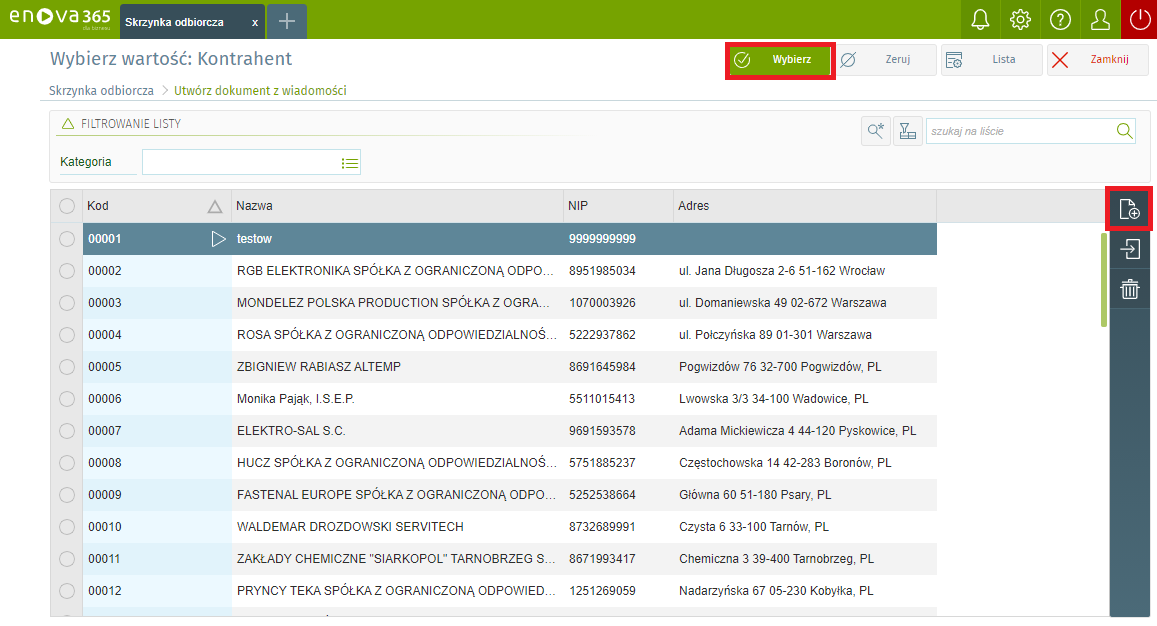 enova365
dla biznesu
Skrzynka odbiorcza x
Wybierz wartość: Kontrahent
Wybierz Zeruj Lista Zamknij
Skrzynka odbiorcza > Utwórz dokument z wiadomości
FILTROWANIE LISTY
szukaj na liście
Kategoria
Kod Nazwa NIP Adres
00001 testow 9999999999
00002 RGB ELEKTRONIKA SPÓŁKA Z OGRANICZONĄ ODPO... 8951985034 ul. Jana Długosza 2-6 51-162 Wrocław
00003 MONDELEZ POLSKA PRODUCTION SPÓŁKA Z OGRA... 1070003926 ul. Domaniewska 49 02-672 Warszawa
00004 ROSA SPÓŁKA Z OGRANICZONĄ ODPOWIEDZIALNOŚ... 5222937862 ul. Połczyńska 89 01-301 Warszawa
00005 ZBIGNIEW RABIASZ ALTEMP 8691645984 Pogwizdów 76 32-700 Pogwizdów, PL
00006 Monika Pająk, I.S.E.P. 5511015413 Lwowska 3/3 34-100 Wadowice, PL
00007 ELEKTRO-SAL S.C. 9691593578 Adama Mickiewicza 4 44-120 Pyskowice, PL
00008 HUCZ SPÓŁKA Z OGRANICZONĄ ODPOWIEDZIALNOŚ... 5751885237 Częstochowska 14 42-283 Boronów, PL
00009 FASTENAL EUROPE SPÓŁKA Z OGRANICZONĄ ODPO... 5252538664 Główna 60 51-180 Psary, PL
00010 WALDEMAR DROZDOWSKI SERVITECH 8732689991 Czysta 6 33-100 Tarnów, PL
00011 ZAKŁADY CHEMICZNE "SIARKOPOL" TARNOBRZEG S... 8671993417 Chemiczna 3 39-400 Tarnobrzeg, PL
00012 PRYNCY TEKA SPÓŁKA Z OGRANICZONĄ ODPOWIED... 1251269059 Nadarzyńska 67 05-230 Kobyłka, PL